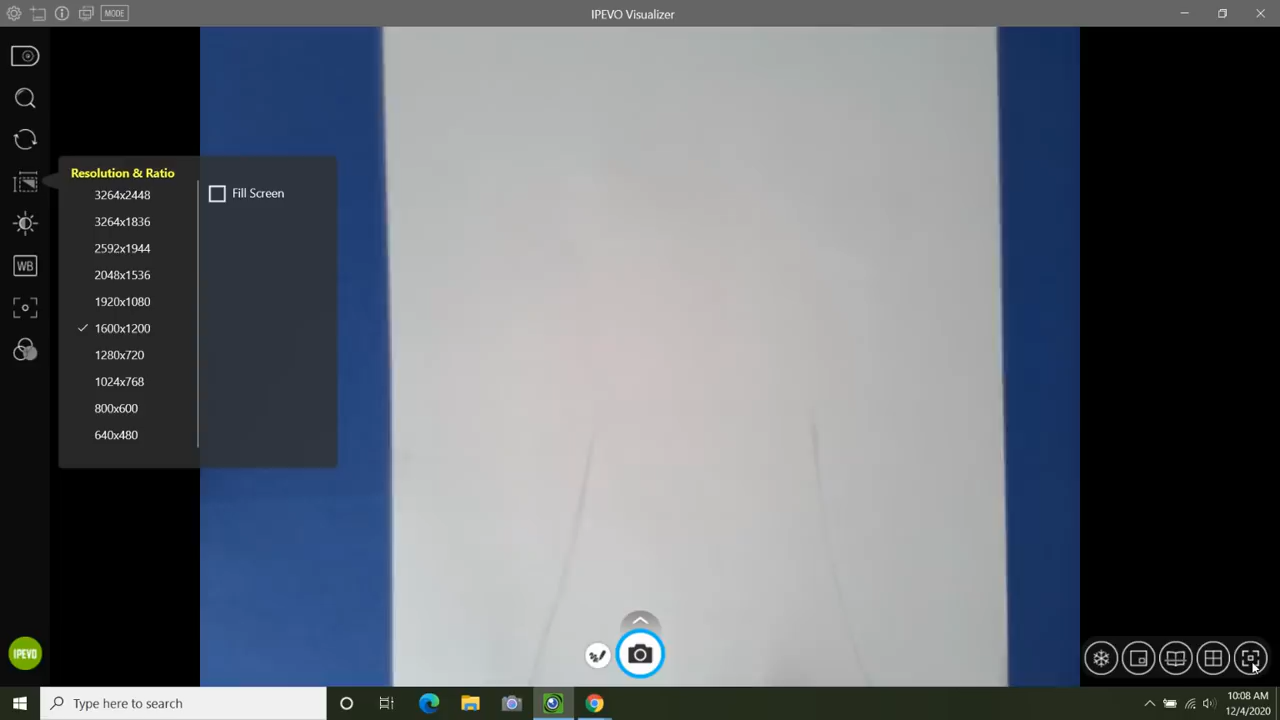 MODE
IPEVO Visualizer
Resolution & Ratio
3264x2448
3264x1836
2592x1944
2048x1536
1920x1080
1600x1200
1280x720
1024x768
800x600
640x480
Fill Screen
WB
IPEVO
Type here to search
10:08 AM
12/4/2020